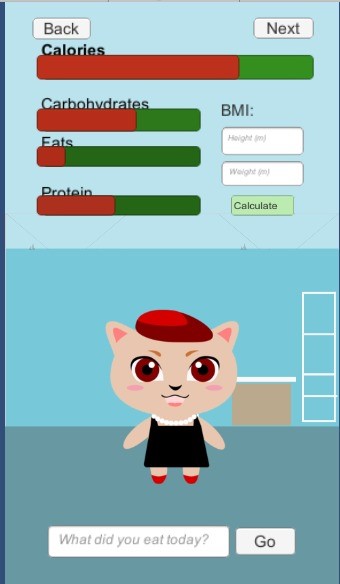 Back
Next
Calories
Carbohydrates
BMI:
Height (m)
Fats
Weight (m)
Protein
Calculate
What did you eat today?
Go